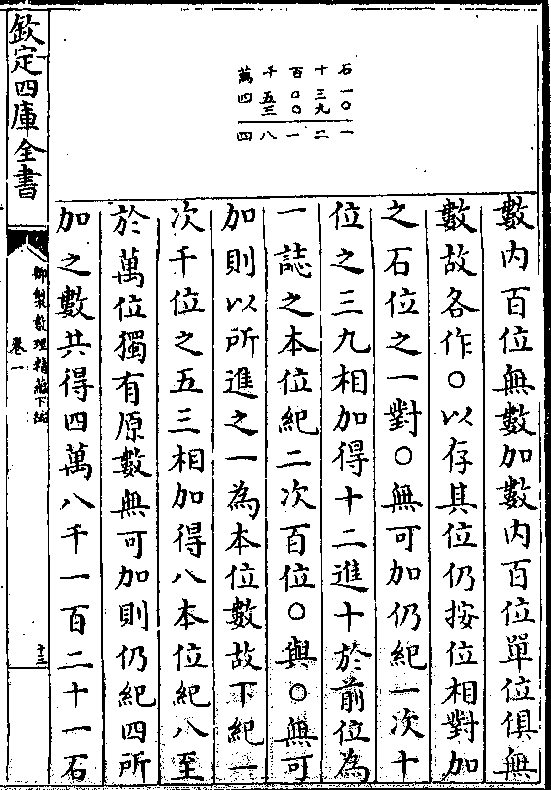 石一〇一
十三九二
百〇〇一
千五三八
萬四 四
數内百位無數加數内百位單位俱無
數故各作〇以存其位仍按位相對加
之石位之一對〇無可加仍紀一次十
位之三九相加得十二進十於前位為
一誌之本位紀二次百位〇與〇無可
加則以所進之一為本位數故下紀一
次千位之五三相加得八本位紀八至
於萬位獨有原數無可加則仍紀四所
加之數共得四萬八千一百二十一石
欽定四庫全書
御製數理精蘊下編
卷一
十三